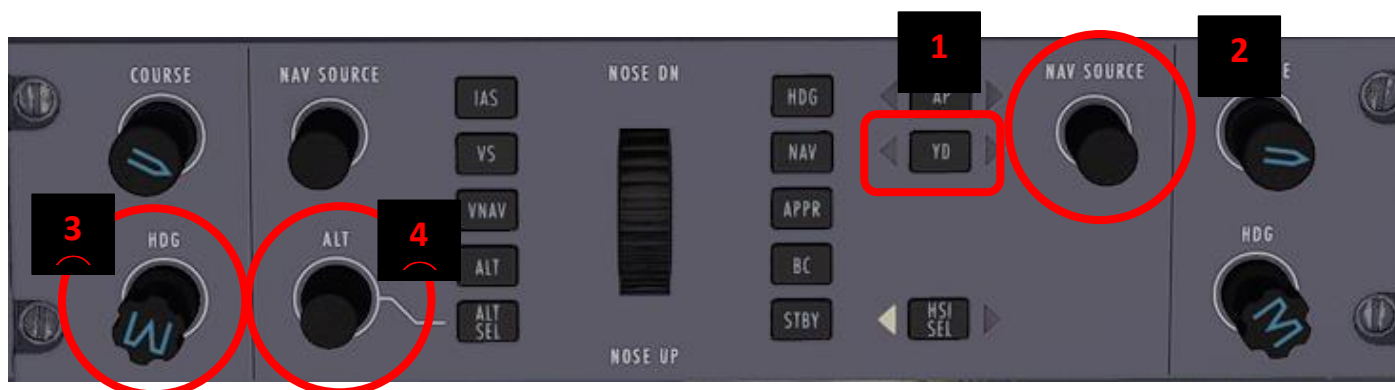 1
2
COURSE
NAV SOURCE
NOSE DN
NAV SOURCE
E
IAS
HDG
AP
VS
NAV
YD
VNAV
APPR
3
HDG
ALT
4
ALT
BC
HDG
ALT
SEL
STBY
HSI
SEL
NOSE UP